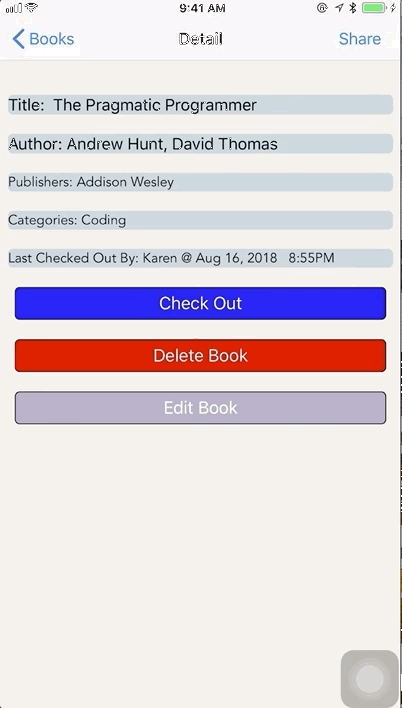 9:41 AM
Books
Detail
Share
Title: The Pragmatic Programmer
Author: Andrew Hunt, David Thomas
Publishers: Addison Wesley
Categories: Coding
Last Checked Out By: Karen @ Aug 16, 2018 8:55PM
Check Out
Delete Book
Edit Book